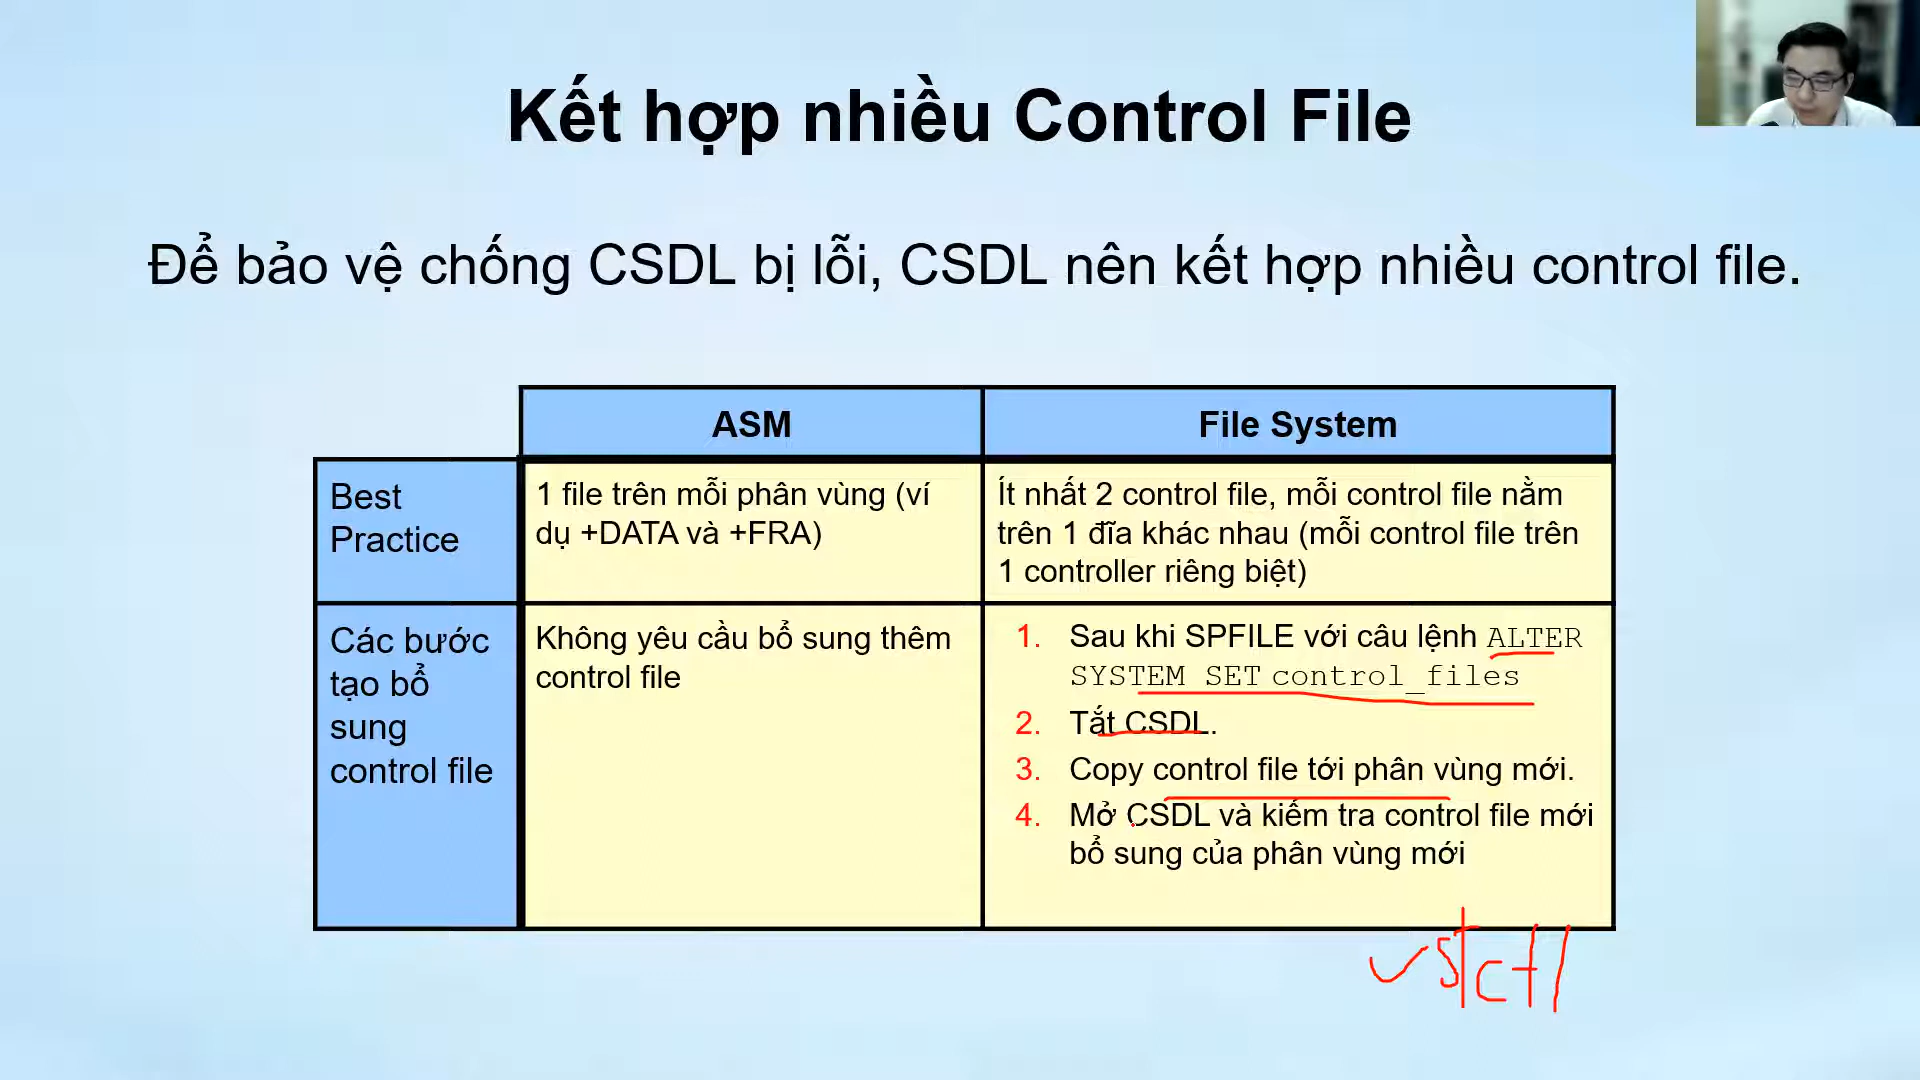 Kết hợp nhiều Control File
Để bảo vệ chống CSDL bị lỗi, CSDL nên kết hợp nhiều control file.
ASM
File System
Best
Practice
1 file trên mỗi phân vùng (ví
dụ +DATA và +FRA)
Ít nhất 2 control file, mỗi control file nằm
trên 1 đĩa khác nhau (mỗi control file trên
1 controller riêng biệt)
Các bước
tạo bổ
sung
control file
Không yêu cầu bổ sung thêm
control file
1. Sau khi SPFILE với câu lệnh ALTER
SYSTEM SET control_files
2. Tắt CSDL.
3. Copy control file tới phân vùng mới.
4. Mở CSDL và kiểm tra control file mới
bổ sung của phân vùng mới